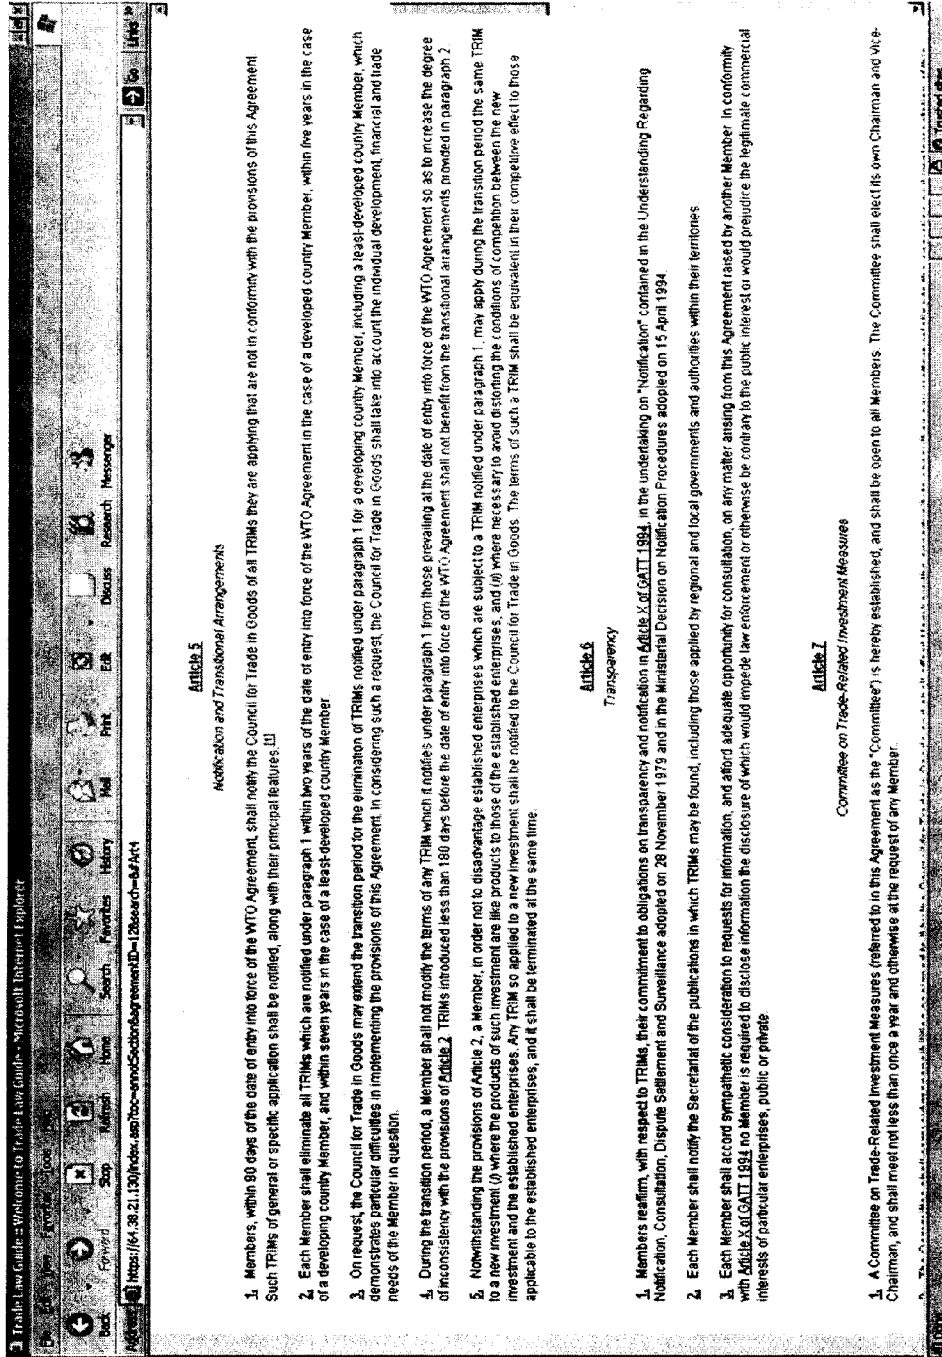 Trade Law Guide :: Welcome to Trade Law Guide - Microsoft Internet Explorer
File Edit View Favorites Tools Help
Back Forward Stop Refresh Home Search Favorites History Mail Print Edit Discuss Research Messenger
Address https://64.38.21.130/index.asp?toc=annoSection&agreementID=12&search=&#Art4 Go Links »
Article 5
Notification and Transitional Arrangements
1. Members, within 90 days of the date of entry into force of the WTO Agreement, shall notify the Council for Trade in Goods of all TRIMs they are applying that are not in conformity with the provisions of this Agreement.
Such TRIMs of general or specific application shall be notified, along with their principal features.[1]
2. Each Member shall eliminate all TRIMs which are notified under paragraph 1 within two years of the date of entry into force of the WTO Agreement in the case of a developed country Member, within five years in the case
of a developing country Member, and within seven years in the case of a least-developed country Member.
3. On request, the Council for Trade in Goods may extend the transition period for the elimination of TRIMs notified under paragraph 1 for a developing country Member, including a least-developed country Member, which
demonstrates particular difficulties in implementing the provisions of this Agreement. In considering such a request, the Council for Trade in Goods shall take into account the individual development, financial and trade
needs of the Member in question.
4. During the transition period, a Member shall not modify the terms of any TRIM which it notifies under paragraph 1 from those prevailing at the date of entry into force of the WTO Agreement so as to increase the degree
of inconsistency with the provisions of Article 2. TRIMs introduced less than 180 days before the date of entry into force of the WTO Agreement shall not benefit from the transitional arrangements provided in paragraph 2.
5. Notwithstanding the provisions of Article 2, a Member, in order not to disadvantage established enterprises which are subject to a TRIM notified under paragraph 1, may apply during the transition period the same TRIM
to a new investment (i) where the products of such investment are like products to those of the established enterprises, and (ii) where necessary to avoid distorting the conditions of competition between the new
investment and the established enterprises. Any TRIM so applied to a new investment shall be notified to the Council for Trade in Goods. The terms of such a TRIM shall be equivalent in their competitive effect to those
applicable to the established enterprises, and it shall be terminated at the same time.
Article 6
Transparency
1. Members reaffirm, with respect to TRIMs, their commitment to obligations on transparency and notification in Article X of GATT 1994, in the undertaking on "Notification" contained in the Understanding Regarding
Notification, Consultation, Dispute Settlement and Surveillance adopted on 28 November 1979 and in the Ministerial Decision on Notification Procedures adopted on 15 April 1994.
2. Each Member shall notify the Secretariat of the publications in which TRIMs may be found, including those applied by regional and local governments and authorities within their territories.
3. Each Member shall accord sympathetic consideration to requests for information, and afford adequate opportunity for consultation, on any matter arising from this Agreement raised by another Member. In conformity
with Article X of GATT 1994 no Member is required to disclose information the disclosure of which would impede law enforcement or otherwise be contrary to the public interest or would prejudice the legitimate commercial
interests of particular enterprises, public or private.
Article 7
Committee on Trade-Related Investment Measures
1. A Committee on Trade-Related Investment Measures (referred to in this Agreement as the "Committee") is hereby established, and shall be open to all Members. The Committee shall elect its own Chairman and Vice-
Chairman, and shall meet not less than once a year and otherwise at the request of any Member.
Trusted sites